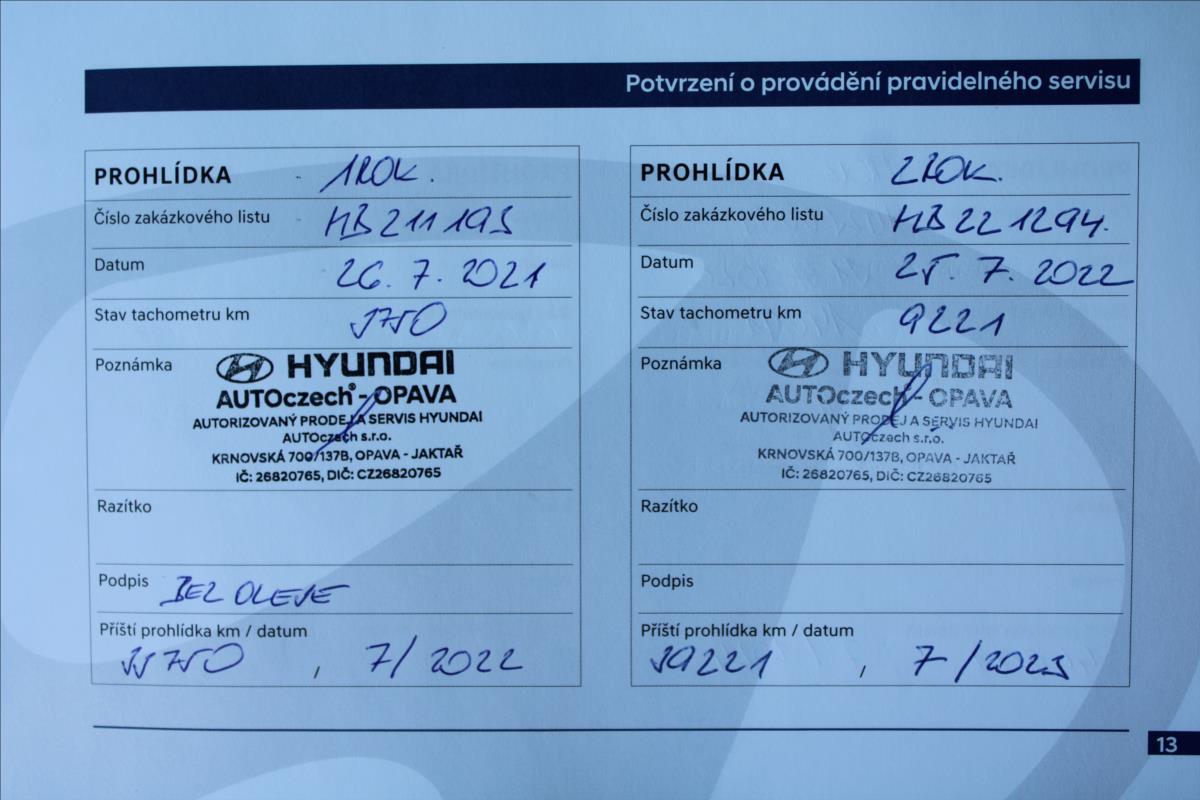 Potvrzení o provádění pravidelného servisu
PROHLÍDKA 1ROK.
Číslo zakázkového listu HB211193
Datum 26.7.2021
Stav tachometru km 3750
Poznámka HYUNDAI
AUTOczech® - OPAVA
AUTORIZOVANÝ PRODEJ A SERVIS HYUNDAI
AUTOczech s.r.o.
KRNOVSKÁ 700/137B, OPAVA - JAKTAŘ
IČ: 26820765, DIČ: CZ26820765
Razítko
Podpis BEZ OLEJE
Příští prohlídka km / datum
33750 , 7/2022
PROHLÍDKA 2ROK.
Číslo zakázkového listu HB221294.
Datum 25.7.2022
Stav tachometru km 9221
Poznámka HYUNDAI
AUTOczech - OPAVA
AUTORIZOVANÝ PRODEJ A SERVIS HYUNDAI
AUTOczech s.r.o.
KRNOVSKÁ 700/137B, OPAVA - JAKTAŘ
IČ: 26820765, DIČ: CZ26820765
Razítko
Podpis
Příští prohlídka km / datum
39221 , 7/2023
13